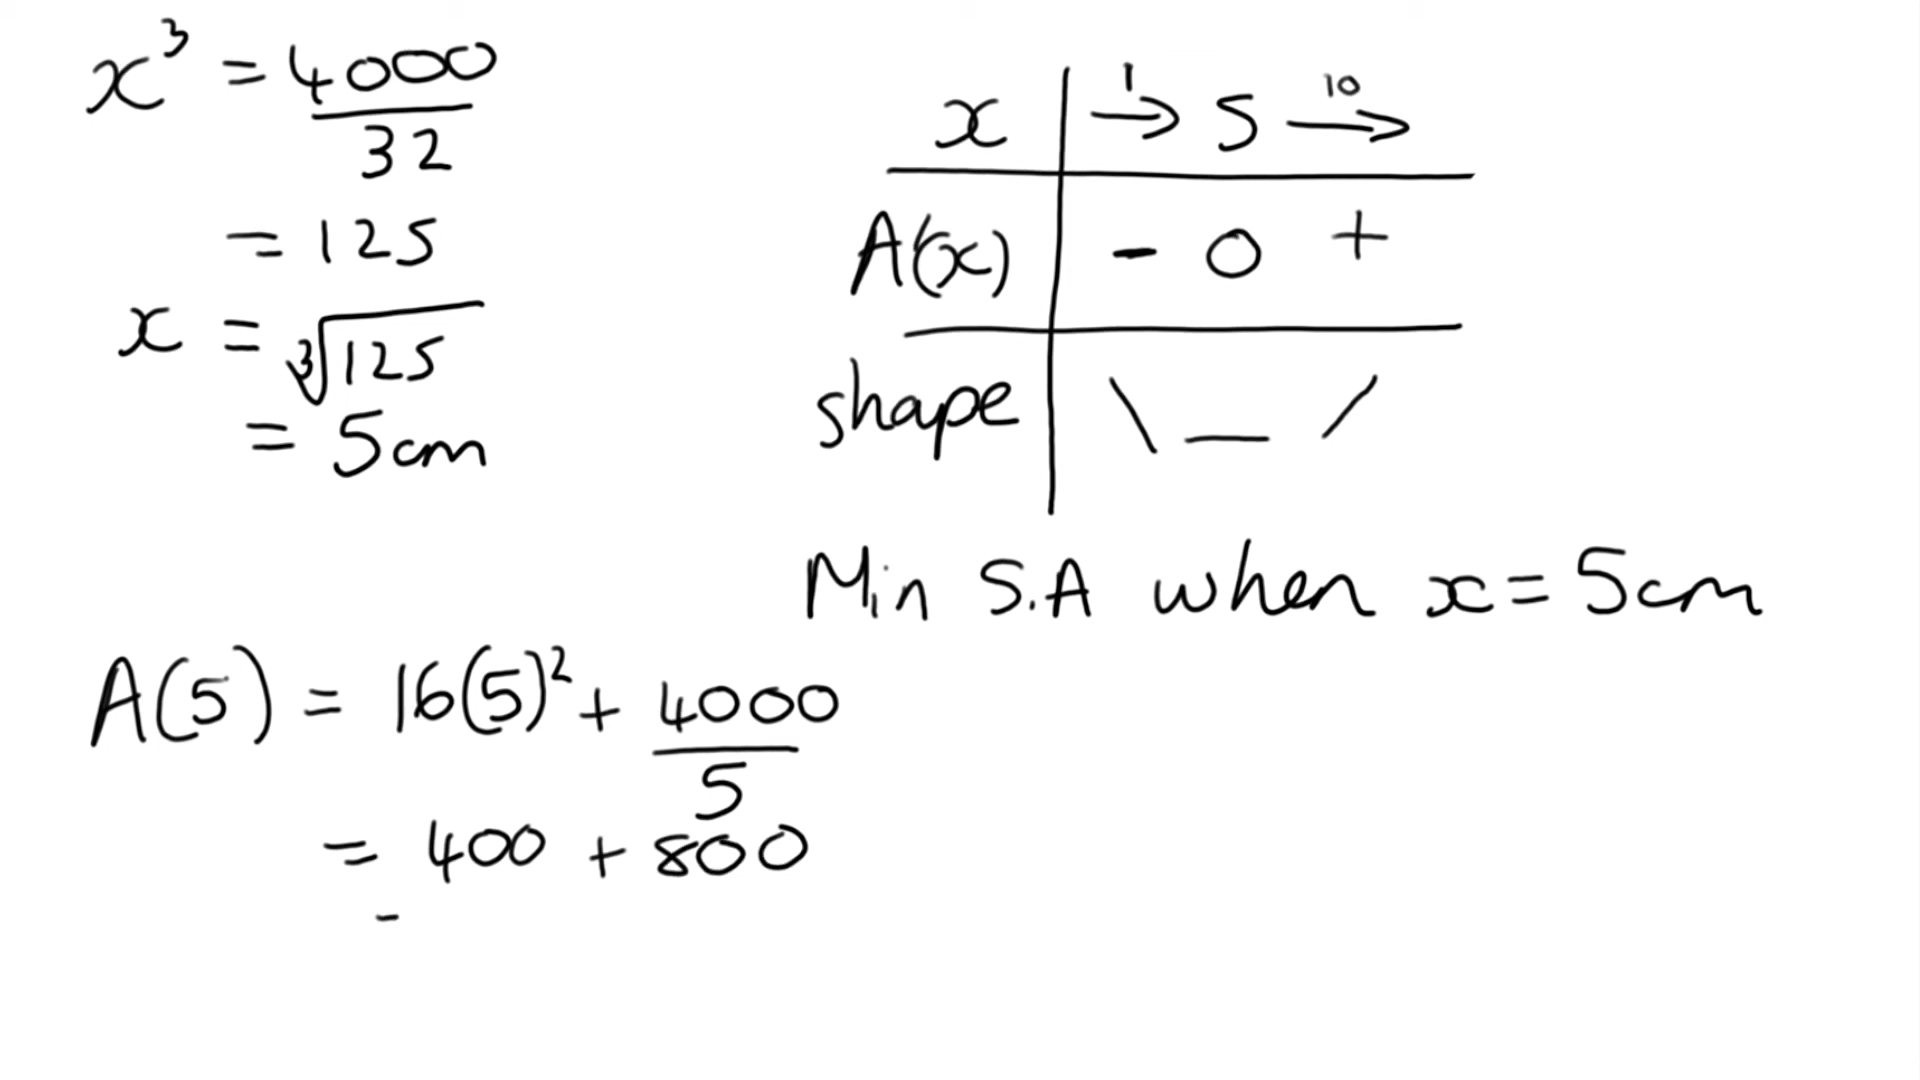 x³ = 4000/32
= 125
x = ∛125
= 5cm
x | 1→ 5 10→
A'(x) | - 0 +
shape | \ _ /
Min S.A when x = 5cm
A(5) = 16(5)² + 4000/5
= 400 + 800
-